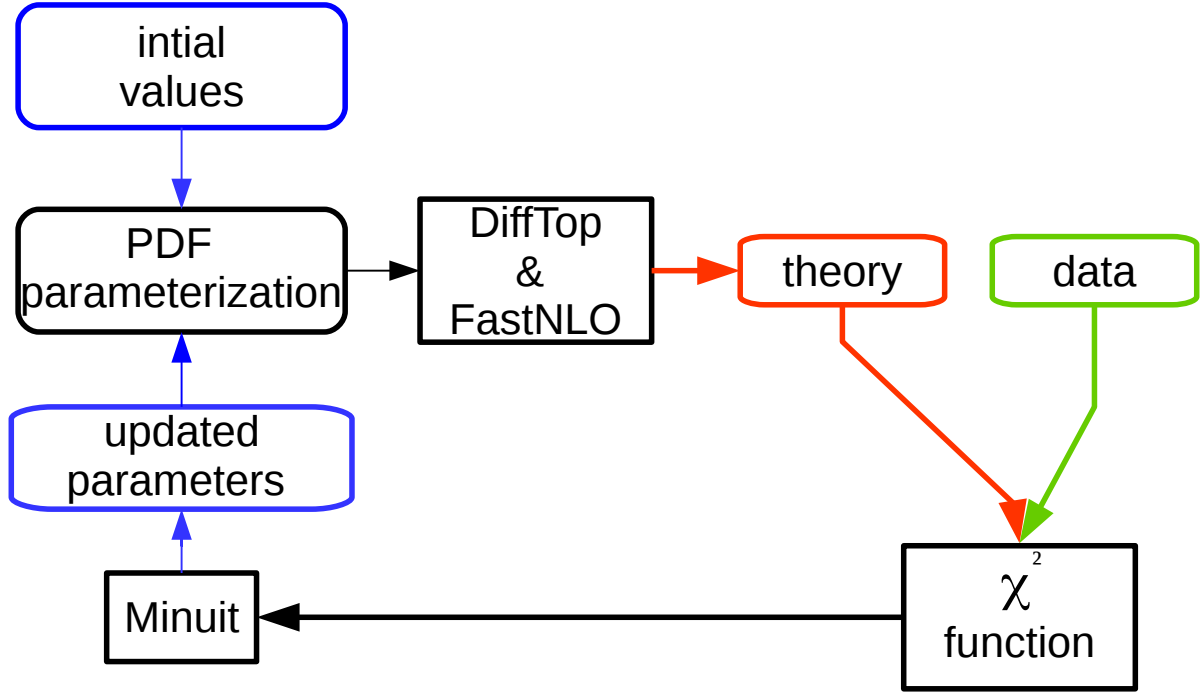 intial
values
PDF
parameterization
DiffTop
&
FastNLO
theory
data
updated
parameters
Minuit
χ²
function